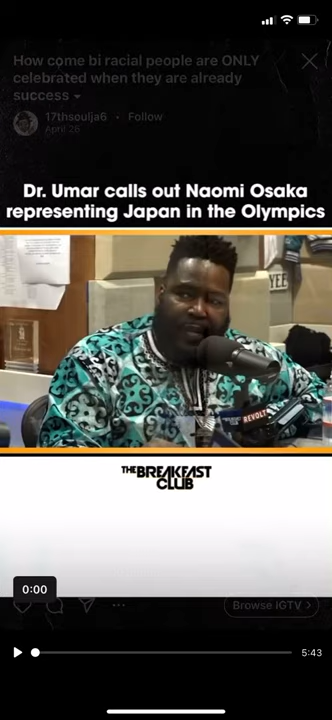 How come bi racial people are ONLY
celebrated when they are already
success
17thsoulja6 • Follow
April 26
Dr. Umar calls out Naomi Osaka
representing Japan in the Olympics
YEE
REVOLT
THE BREAKFAST
CLUB
0:00
Browse IGTV >
5:43